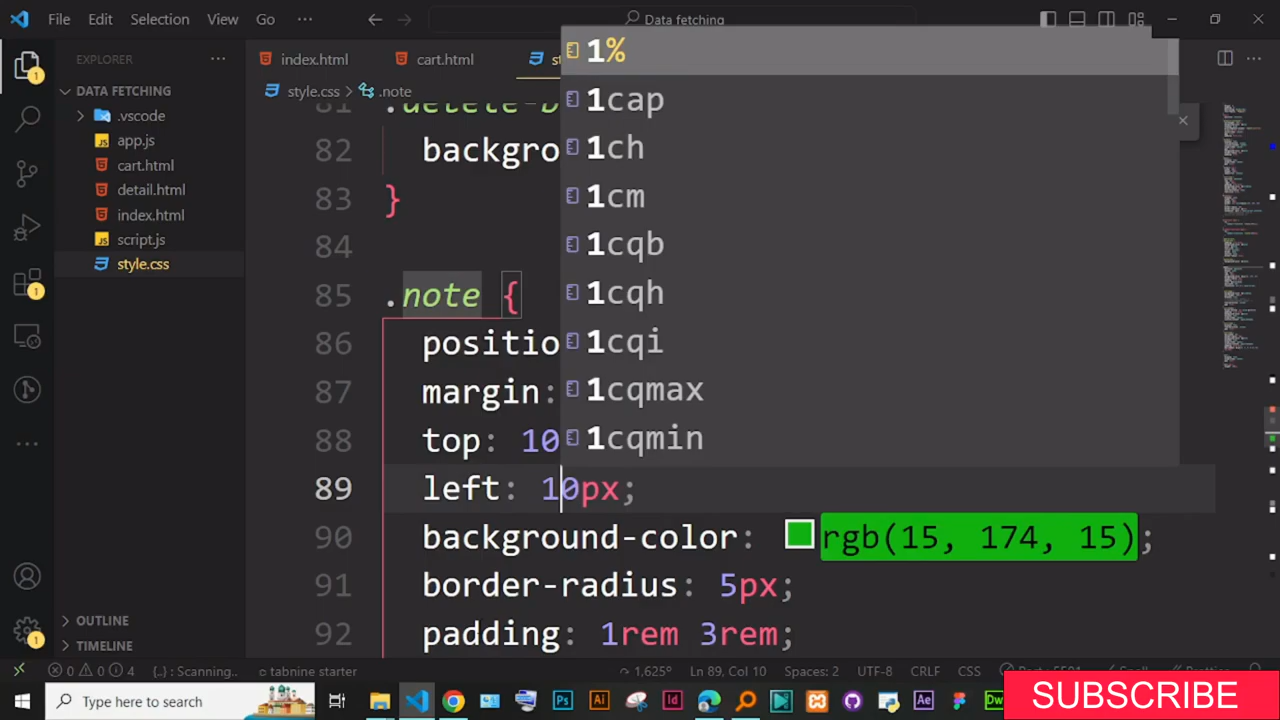 File Edit Selection View Go ··· Data fetching
EXPLORER ···
index.html
cart.html
DATA FETCHING
.vscode
app.js
cart.html
detail.html
index.html
script.js
style.css
OUTLINE
TIMELINE
style.css > .note
82 backgro
83 }
84
85 .note {
86 positio
87 margin:
88 top: 10
89 left: 10px;
90 background-color: rgb(15, 174, 15);
91 border-radius: 5px;
92 padding: 1rem 3rem;
1%
1cap
1ch
1cm
1cqb
1cqh
1cqi
1cqmax
1cqmin
0 0 4 {..} : Scanning.. tabnine starter 1,625° Ln 89, Col 10 Spaces: 2 UTF-8 CRLF CSS
Type here to search
SUBSCRIBE